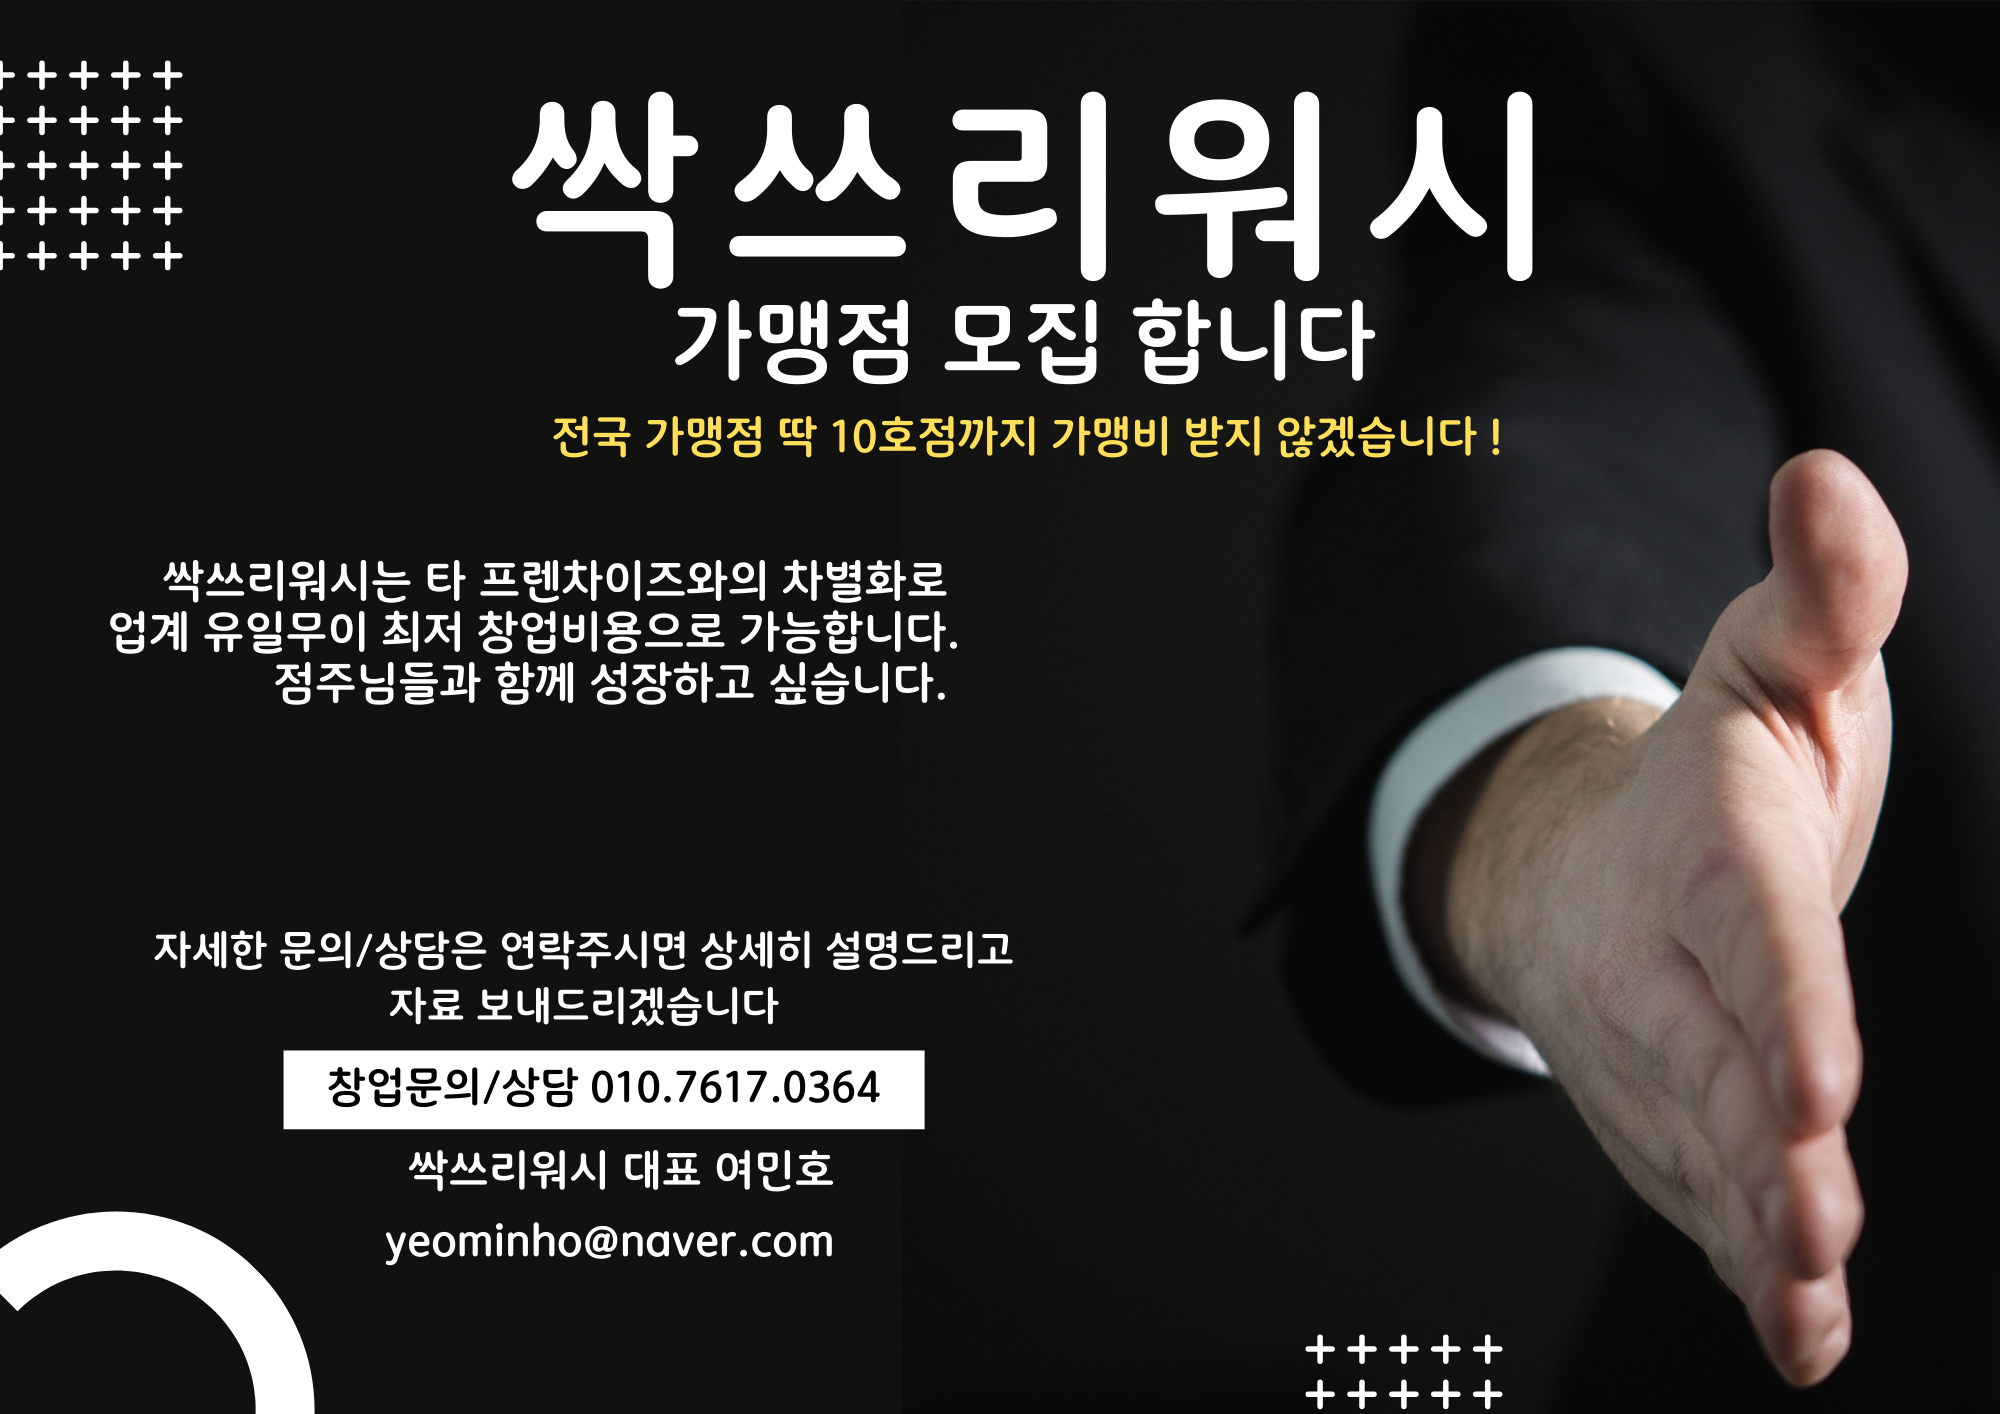 싹쓰리워시
가맹점 모집 합니다
전국 가맹점 딱 10호점까지 가맹비 받지 않겠습니다 !
싹쓰리워시는 타 프렌차이즈와의 차별화로
업계 유일무이 최저 창업비용으로 가능합니다.
점주님들과 함께 성장하고 싶습니다.
자세한 문의/상담은 연락주시면 상세히 설명드리고
자료 보내드리겠습니다
창업문의/상담 010.7617.0364
싹쓰리워시 대표 여민호
yeominho@naver.com